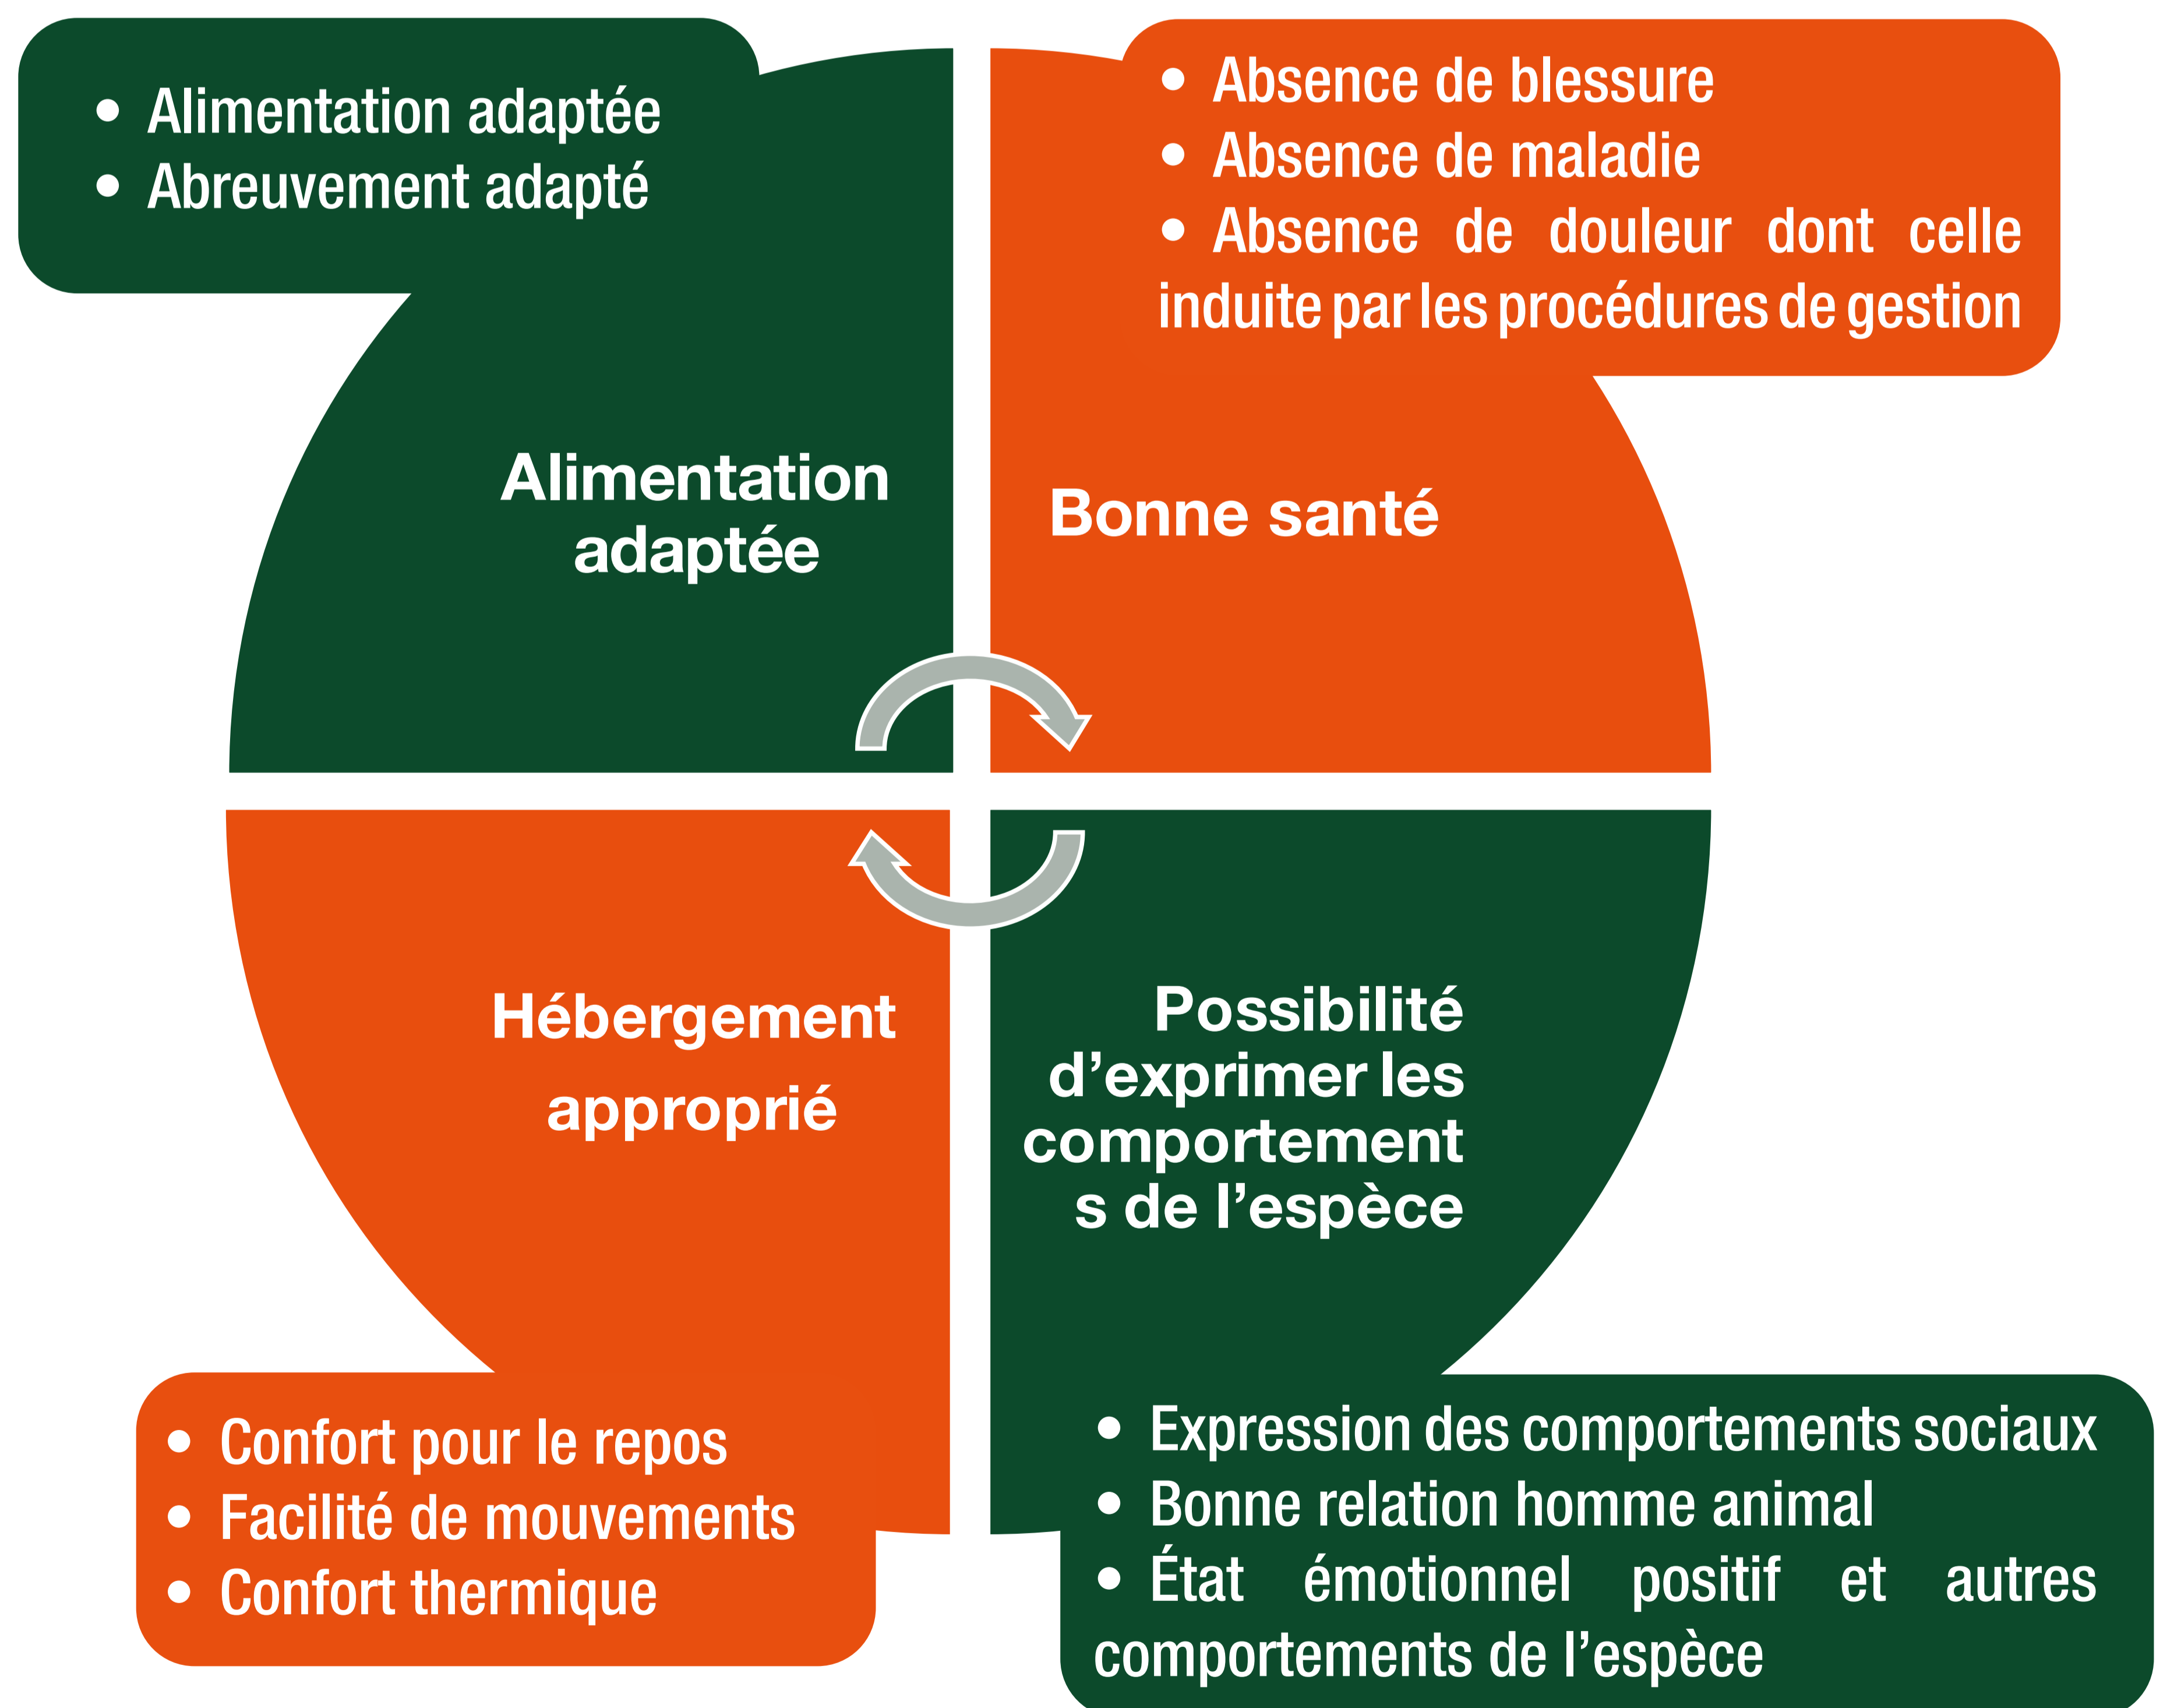 • Alimentation adaptée
• Abreuvement adapté
• Absence de blessure
• Absence de maladie
• Absence de douleur dont celle
induite par les procédures de gestion
Alimentation
adaptée
Bonne santé
Hébergement
approprié
Possibilité
d’exprimer les
comportement
s de l’espèce
• Confort pour le repos
• Facilité de mouvements
• Confort thermique
• Expression des comportements sociaux
• Bonne relation homme animal
• État émotionnel positif et autres
comportements de l’espèce